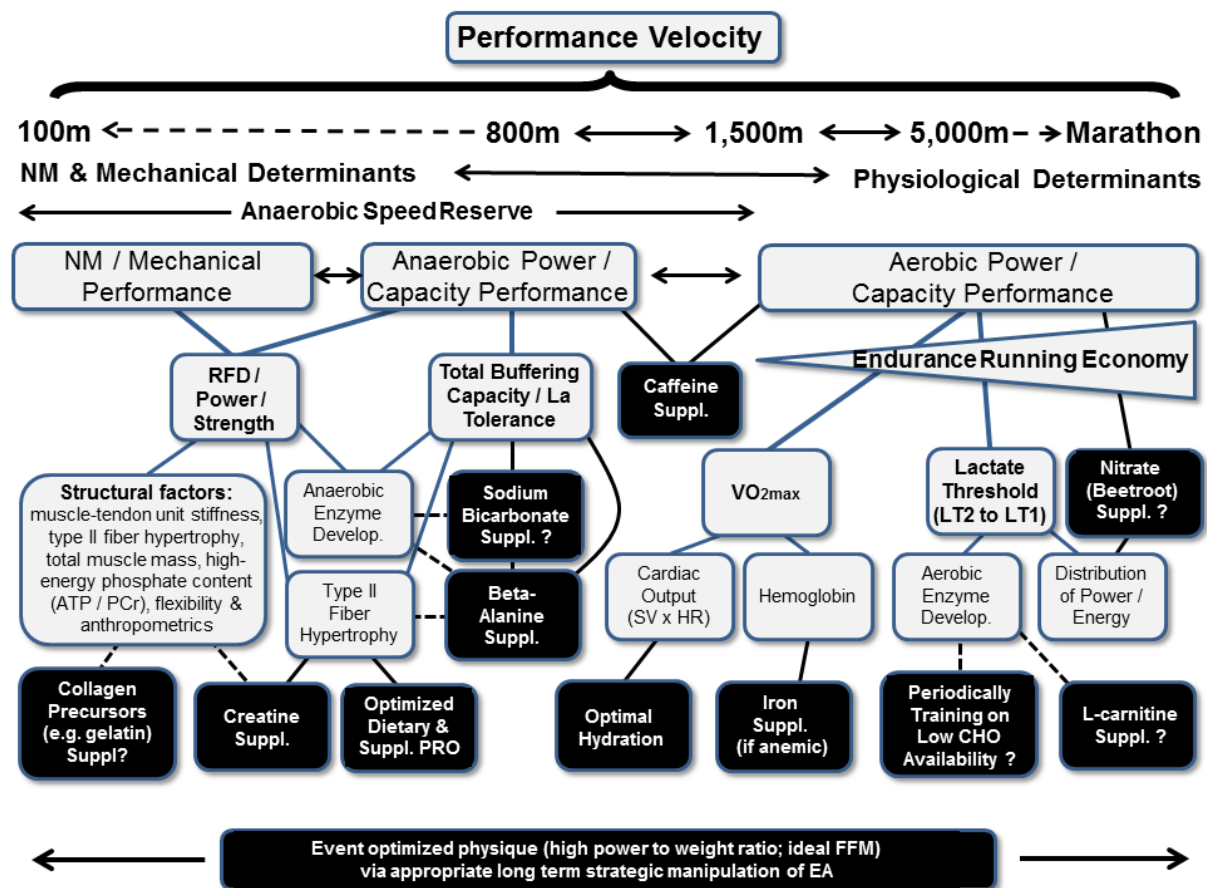 Performance Velocity
100m
800m
1,500m
5,000m
Marathon
NM & Mechanical Determinants
Physiological Determinants
Anaerobic Speed Reserve
NM / Mechanical
Performance
Anaerobic Power /
Capacity Performance
Aerobic Power /
Capacity Performance
Endurance Running Economy
RFD /
Power /
Strength
Total Buffering
Capacity / La
Tolerance
Caffeine
Suppl.
Structural factors:
muscle-tendon unit stiffness,
type II fiber hypertrophy,
total muscle mass, high-
energy phosphate content
(ATP / PCr), flexibility &
anthropometrics
Anaerobic
Enzyme
Develop.
Sodium
Bicarbonate
Suppl. ?
VO2max
Lactate
Threshold
(LT2 to LT1)
Nitrate
(Beetroot)
Suppl. ?
Type II
Fiber
Hypertrophy
Beta-
Alanine
Suppl.
Cardiac
Output
(SV x HR)
Hemoglobin
Aerobic
Enzyme
Develop.
Distribution
of Power /
Energy
Collagen
Precursors
(e.g. gelatin)
Suppl?
Creatine
Suppl.
Optimized
Dietary &
Suppl. PRO
Optimal
Hydration
Iron
Suppl.
(if anemic)
Periodically
Training on
Low CHO
Availability ?
L-carnitine
Suppl. ?
Event optimized physique (high power to weight ratio; ideal FFM)
via appropriate long term strategic manipulation of EA